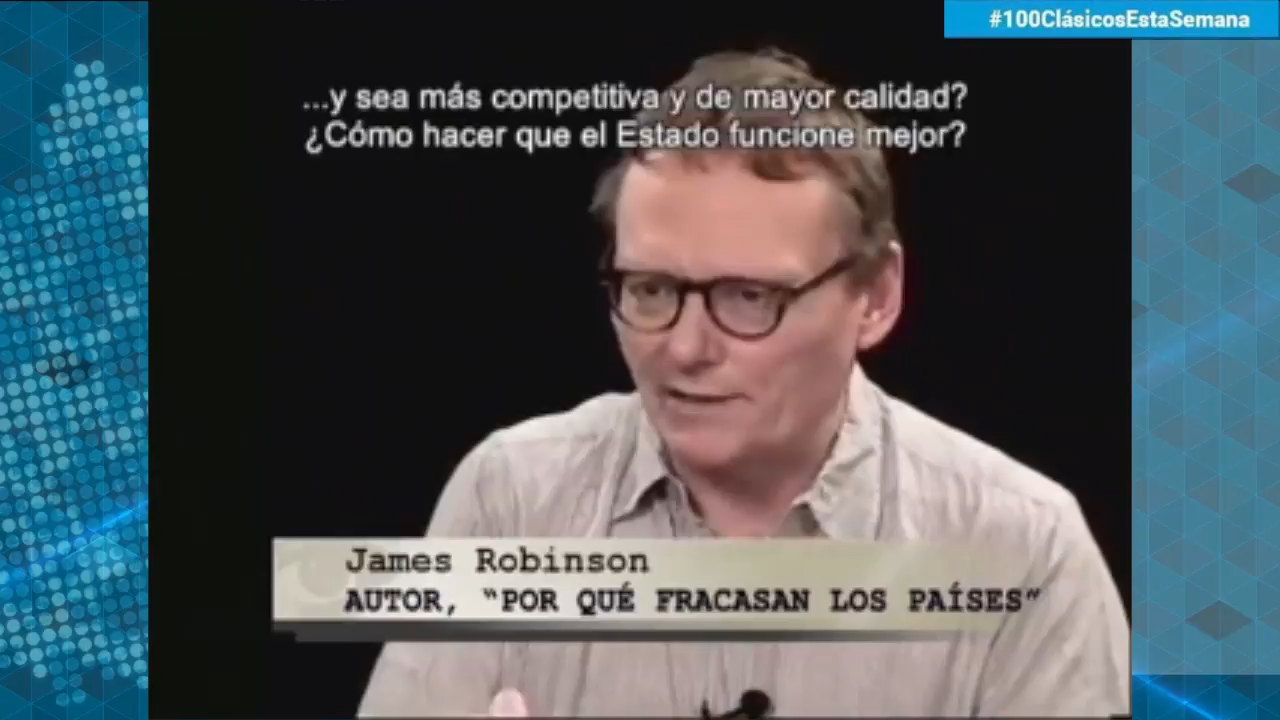 #100ClásicosEstaSemana
...y sea más competitiva y de mayor calidad?
¿Cómo hacer que el Estado funcione mejor?
James Robinson
AUTOR, “POR QUÉ FRACASAN LOS PAÍSES”